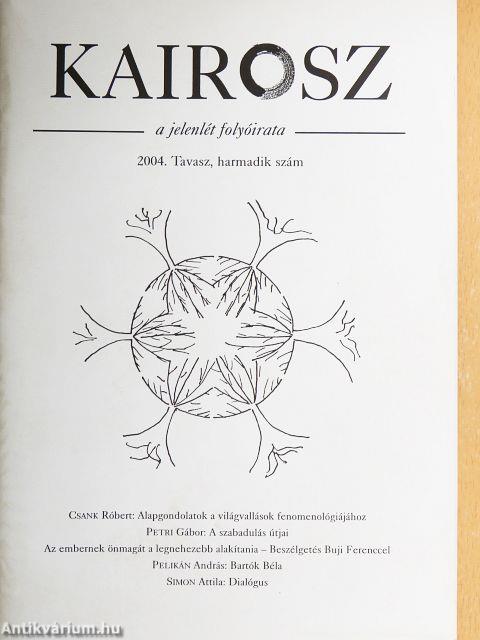 KAIROSZ
a jelenlét folyóirata
2004. Tavasz, harmadik szám
CSANK Róbert: Alapgondolatok a világvallások fenomenológiájához
PETRI Gábor: A szabadulás útjai
Az embernek önmagát a legnehezebb alakítania – Beszélgetés Buji Ferenccel
PELIKÁN András: Bartók Béla
SIMON Attila: Dialógus
Antikvárium.hu